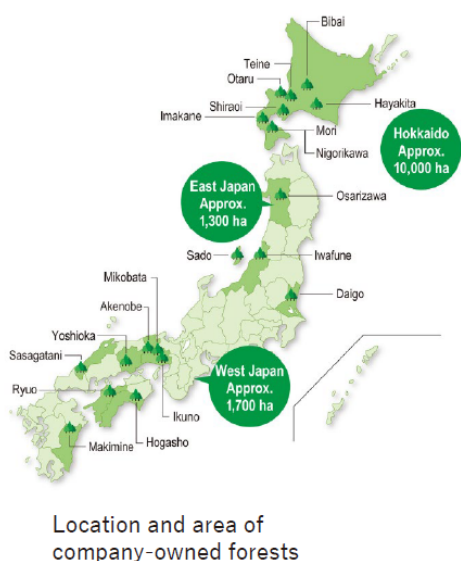 Bibai
Teine
Otaru
Shiraoi
Hayakita
Imakane
Mori
Nigorikawa
Hokkaido
Approx.
10,000 ha
East Japan
Approx.
1,300 ha
Osarizawa
Sado
Iwafune
Mikobata
Daigo
Akenobe
Yoshioka
Sasagatani
West Japan
Approx.
1,700 ha
Ryuo
Ikuno
Makimine
Hogasho
Location and area of
company-owned forests